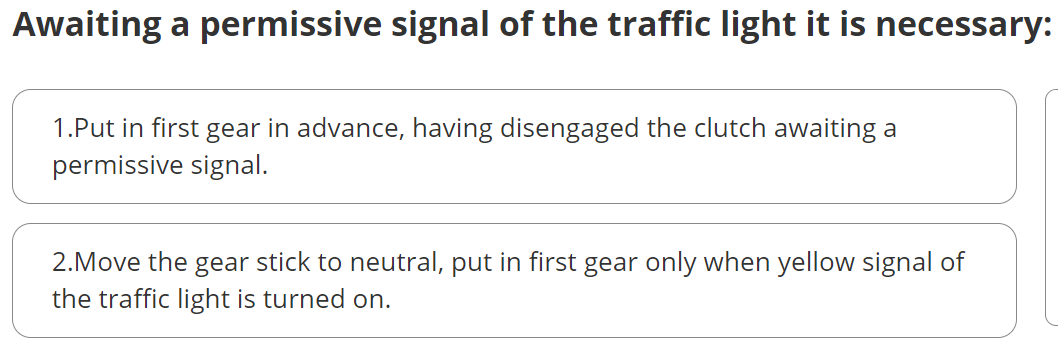 Awaiting a permissive signal of the traffic light it is necessary:
1.Put in first gear in advance, having disengaged the clutch awaiting a
permissive signal.
2.Move the gear stick to neutral, put in first gear only when yellow signal of
the traffic light is turned on.